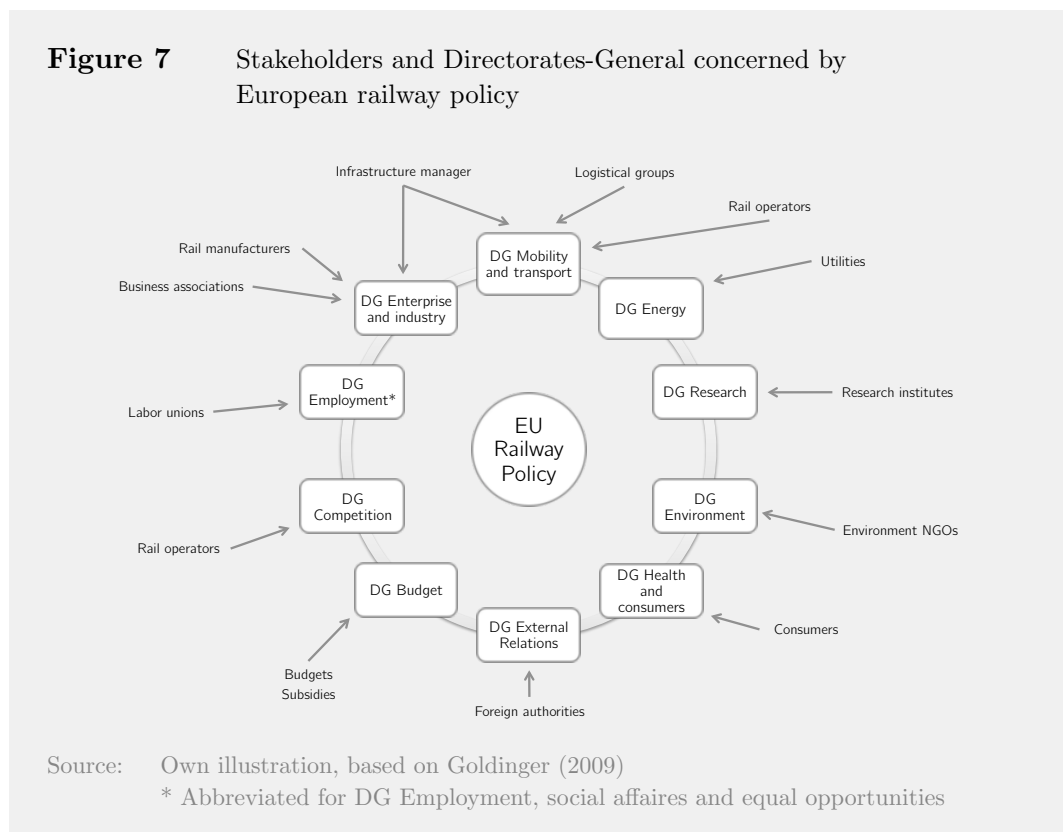 Figure 7 Stakeholders and Directorates-General concerned by
European railway policy
Infrastructure manager
Logistical groups
Rail operators
Rail manufacturers
Utilities
Business associations
DG Mobility
and transport
DG Enterprise
and industry
DG Energy
DG
Employment*
DG Research
Labor unions
Research institutes
EU
Railway
Policy
DG
Competition
DG
Environment
Rail operators
Environment NGOs
DG Budget
DG Health
and
consumers
DG External
Relations
Consumers
Budgets
Subsidies
Foreign authorities
Source: Own illustration, based on Goldinger (2009)
* Abbreviated for DG Employment, social affaires and equal opportunities